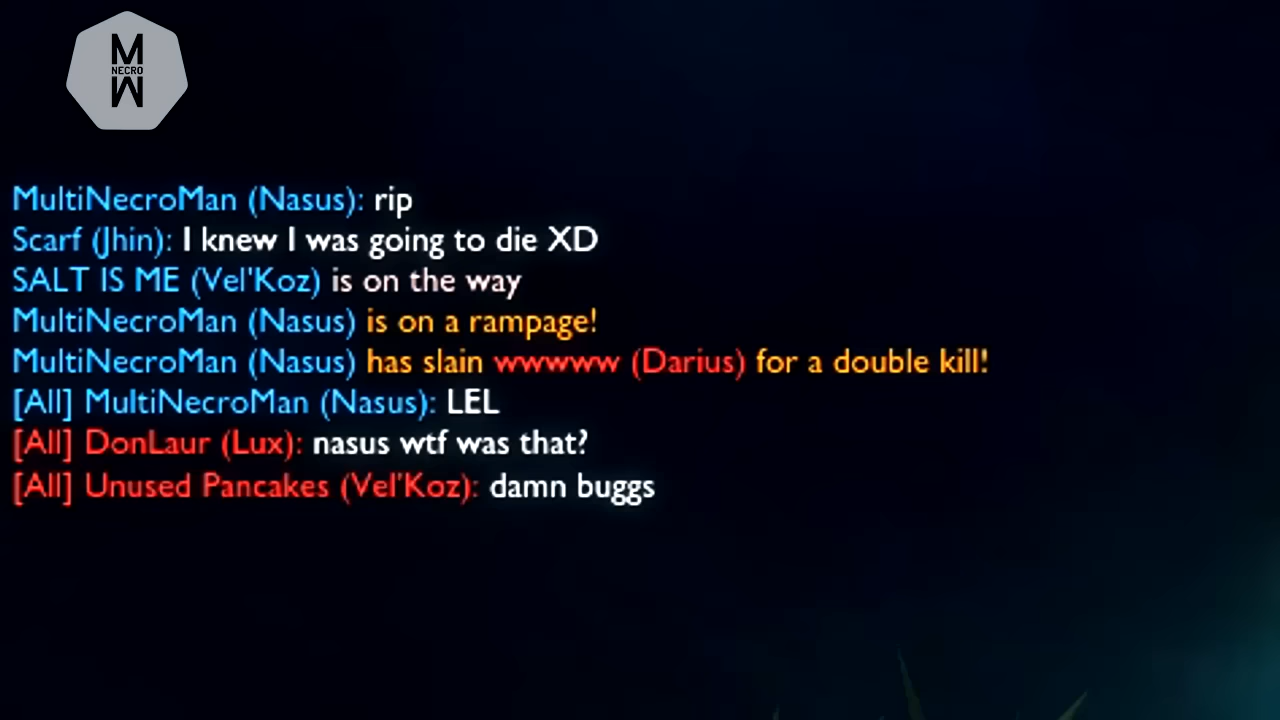 M
NECRO
M
MultiNecroMan (Nasus): rip
Scarf (Jhin): I knew I was going to die XD
SALT IS ME (Vel'Koz) is on the way
MultiNecroMan (Nasus) is on a rampage!
MultiNecroMan (Nasus) has slain wwwww (Darius) for a double kill!
[All] MultiNecroMan (Nasus): LEL
[All] DonLaur (Lux): nasus wtf was that?
[All] Unused Pancakes (Vel'Koz): damn buggs